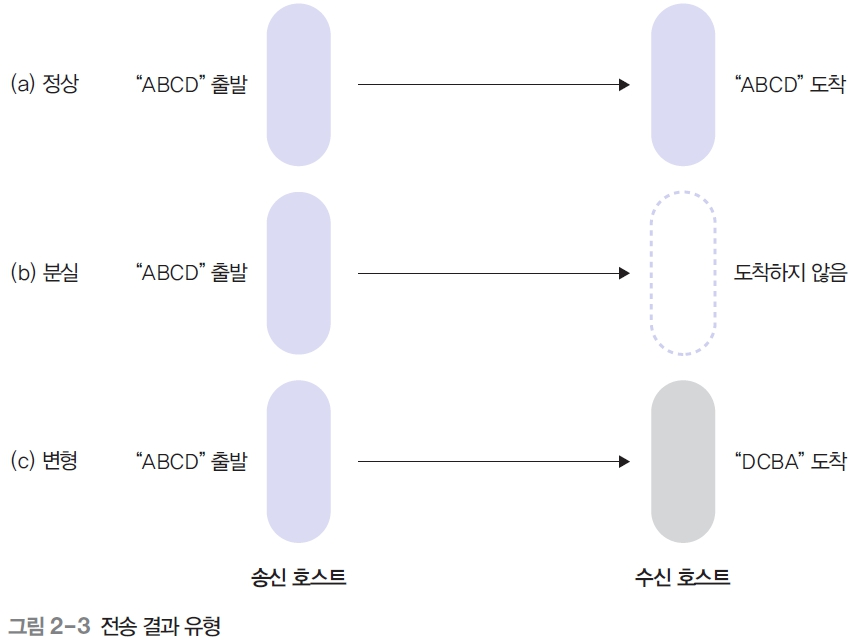 (a) 정상 “ABCD” 출발 “ABCD” 도착
(b) 분실 “ABCD” 출발 도착하지 않음
(c) 변형 “ABCD” 출발 “DCBA” 도착
송신 호스트 수신 호스트
그림 2-3 전송 결과 유형